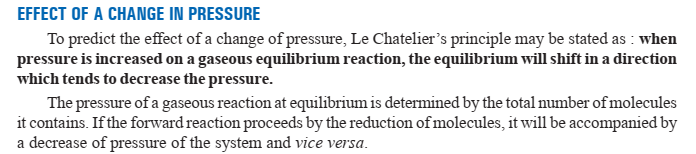 EFFECT OF A CHANGE IN PRESSURE
To predict the effect of a change of pressure, Le Chatelier’s principle may be stated as : when
pressure is increased on a gaseous equilibrium reaction, the equilibrium will shift in a direction
which tends to decrease the pressure.
The pressure of a gaseous reaction at equilibrium is determined by the total number of molecules
it contains. If the forward reaction proceeds by the reduction of molecules, it will be accompanied by
a decrease of pressure of the system and vice versa.